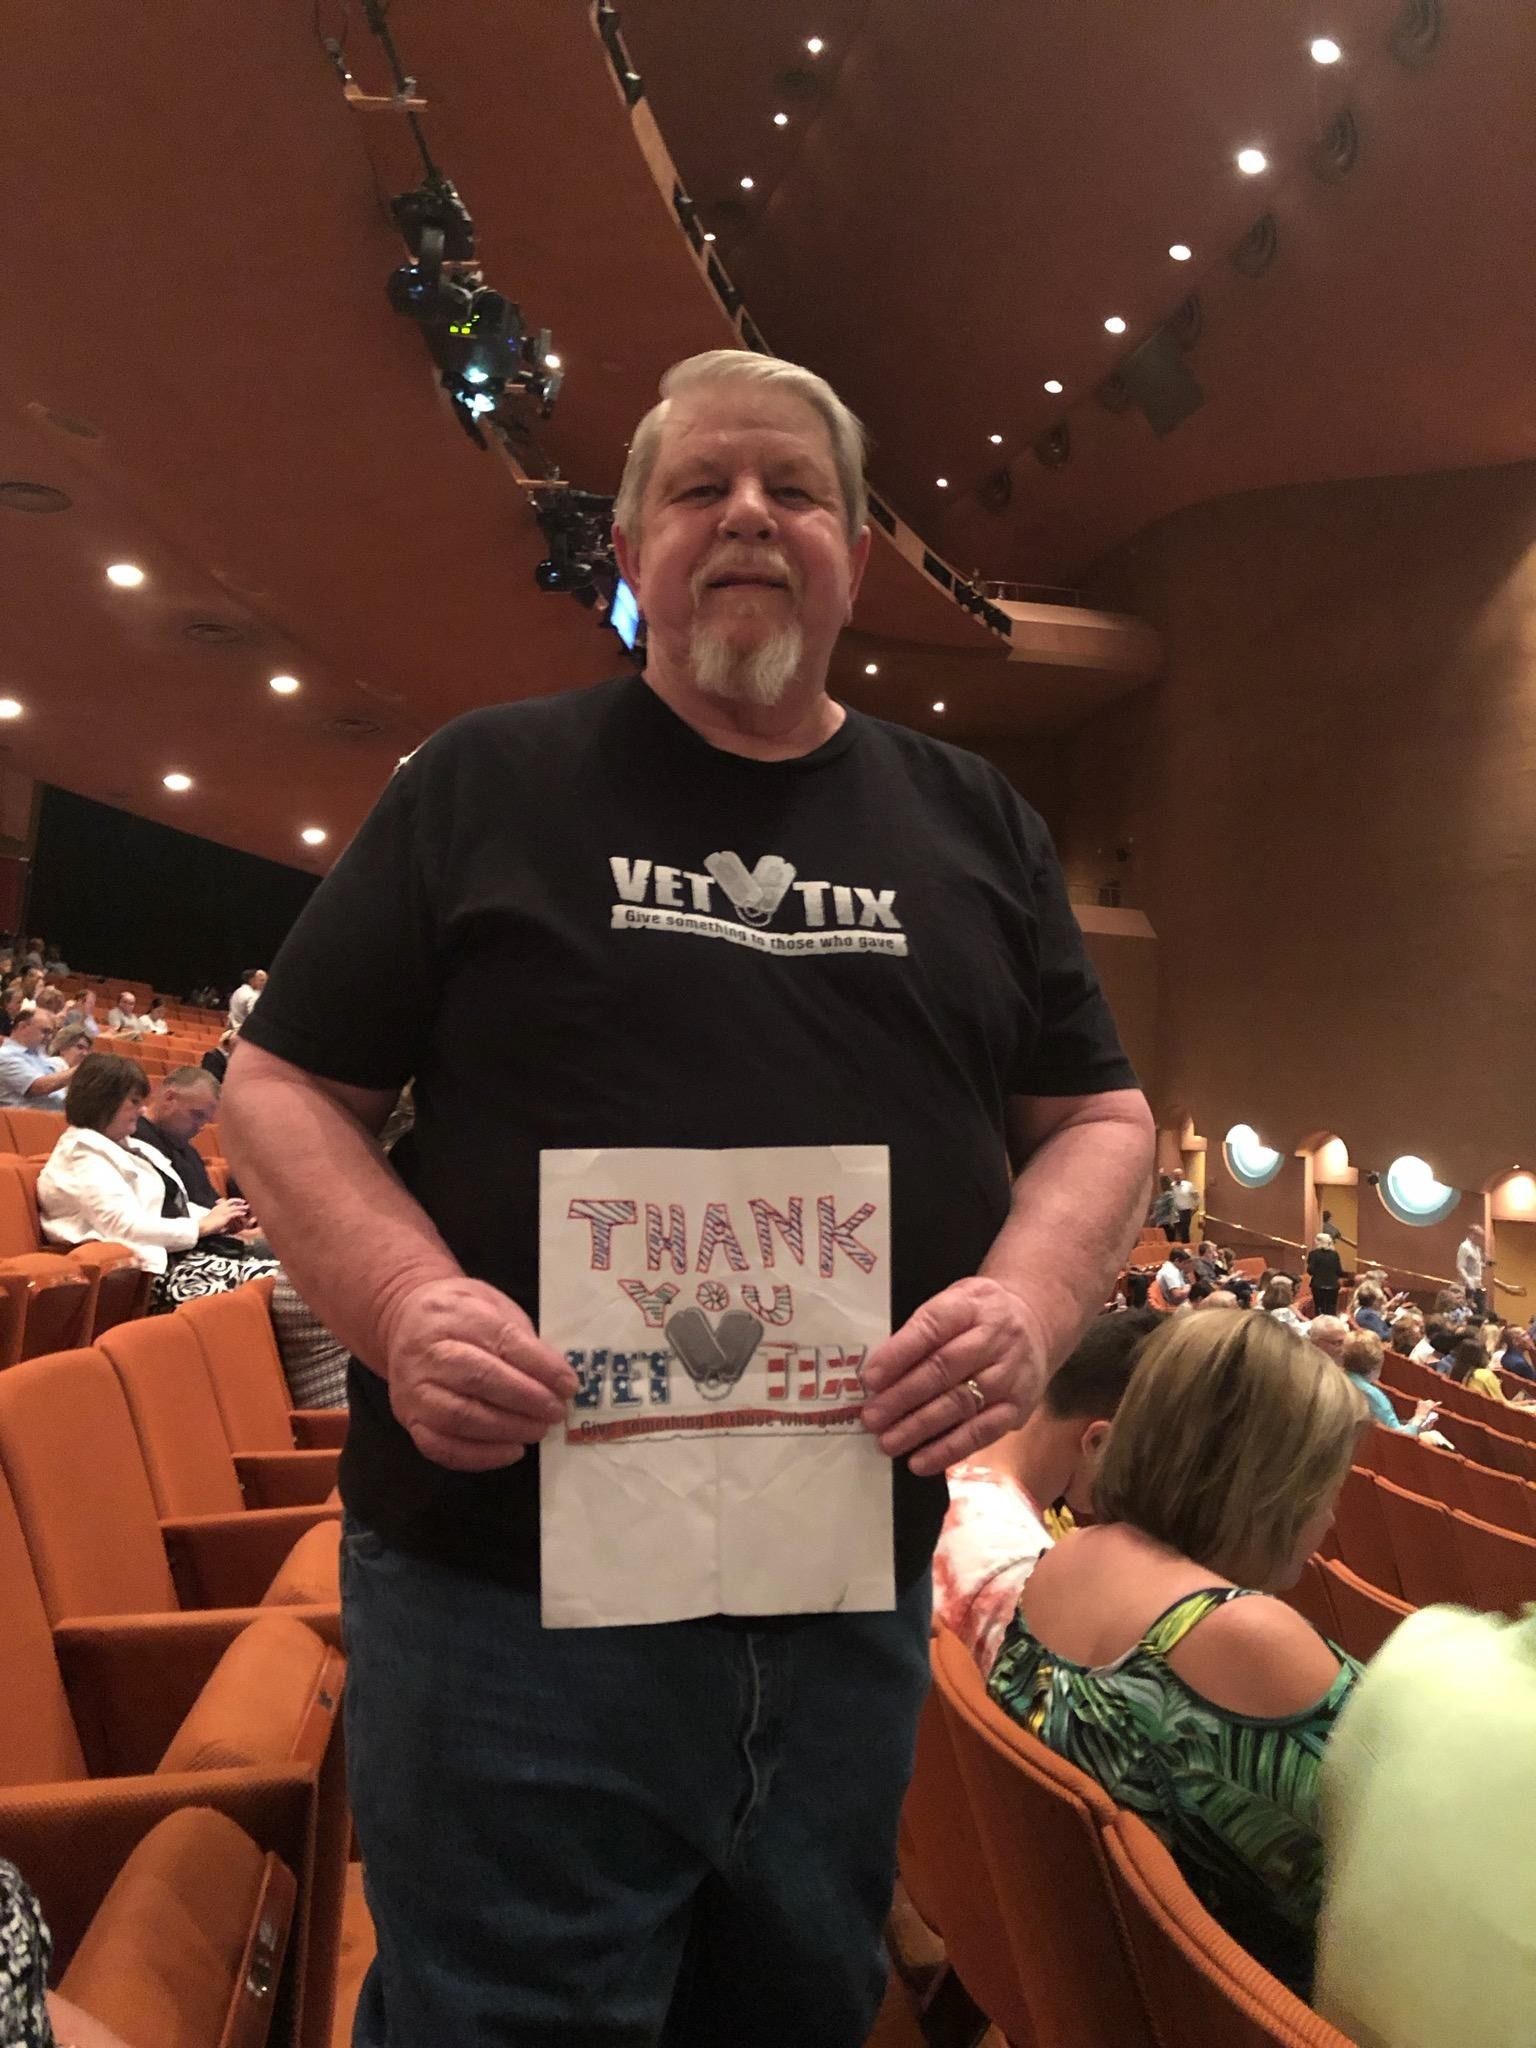 VET TIX
Give something to those who gave
THANK
YOU
VET TIX
Give something to those who gave